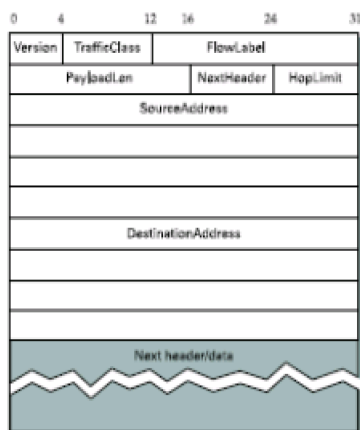 0 4 12 16 24 31
Version TrafficClass FlowLabel
PayloadLen NextHeader HopLimit
SourceAddress
DestinationAddress
Next header/data